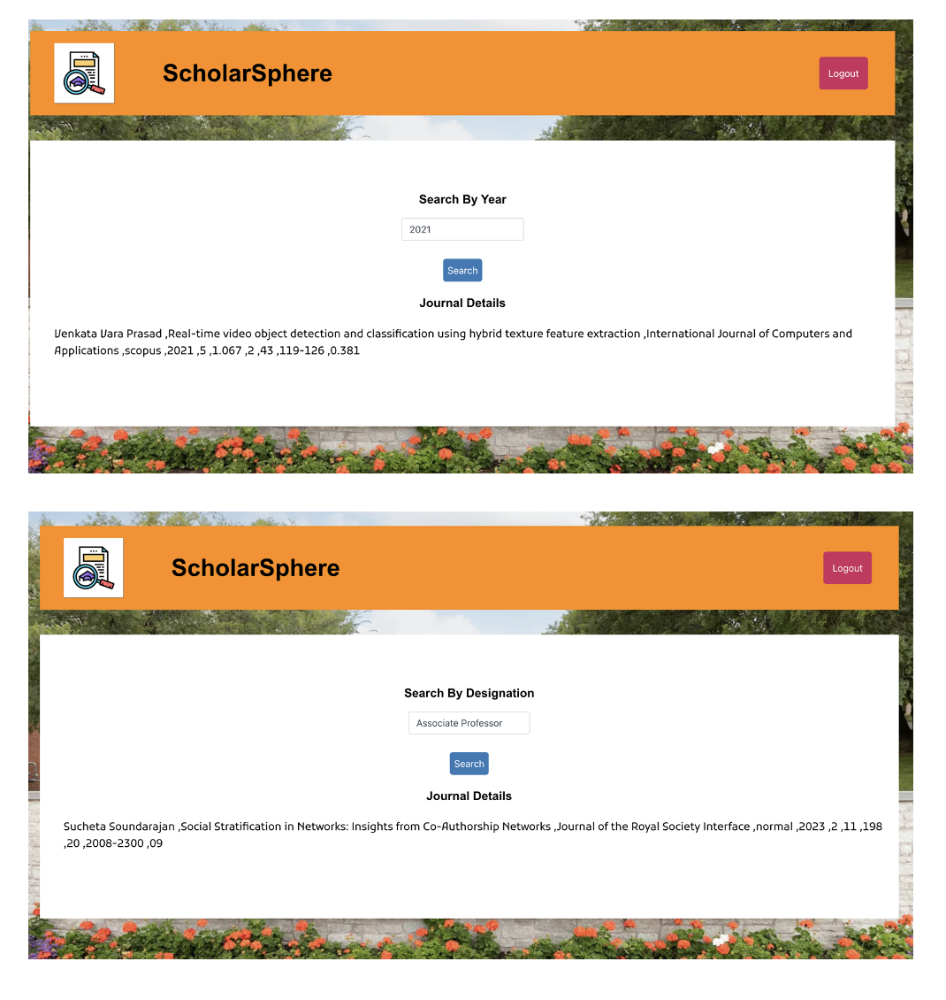 ScholarSphere
Logout
Search By Year
2021
Search
Journal Details
Venkata Vara Prasad ,Real-time video object detection and classification using hybrid texture feature extraction ,International Journal of Computers and
Applications ,scopus ,2021 ,5 ,1.067 ,2 ,43 ,119-126 ,0.381
ScholarSphere
Logout
Search By Designation
Associate Professor
Search
Journal Details
Sucheta Soundarajan ,Social Stratification in Networks: Insights from Co-Authorship Networks ,Journal of the Royal Society Interface ,normal ,2023 ,2 ,11 ,198
,20 ,2008-2300 ,09